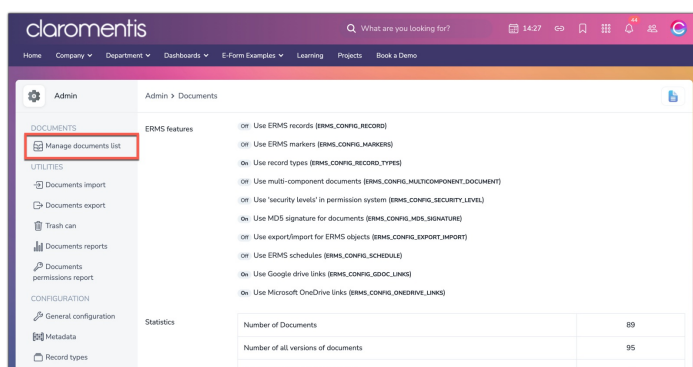 claromentis
What are you looking for?
14:27
44
Home Company Department Dashboards E-Form Examples Learning Projects Book a Demo
Admin
Admin > Documents
DOCUMENTS
Manage documents list
UTILITIES
Documents import
Documents export
Trash can
Documents reports
Documents
permissions report
CONFIGURATION
General configuration
Metadata
Record types
ERMS features
Off Use ERMS records (ERMS_CONFIG_RECORD)
Off Use ERMS markers (ERMS_CONFIG_MARKERS)
On Use record types (ERMS_CONFIG_RECORD_TYPES)
Off Use multi-component documents (ERMS_CONFIG_MULTICOMPONENT_DOCUMENT)
Off Use 'security levels' in permission system (ERMS_CONFIG_SECURITY_LEVEL)
On Use MD5 signature for documents (ERMS_CONFIG_MD5_SIGNATURE)
Off Use export/import for ERMS objects (ERMS_CONFIG_EXPORT_IMPORT)
Off Use ERMS schedules (ERMS_CONFIG_SCHEDULE)
On Use Google drive links (ERMS_CONFIG_GDOC_LINKS)
On Use Microsoft OneDrive links (ERMS_CONFIG_ONEDRIVE_LINKS)
Statistics
Number of Documents 89
Number of all versions of documents 95